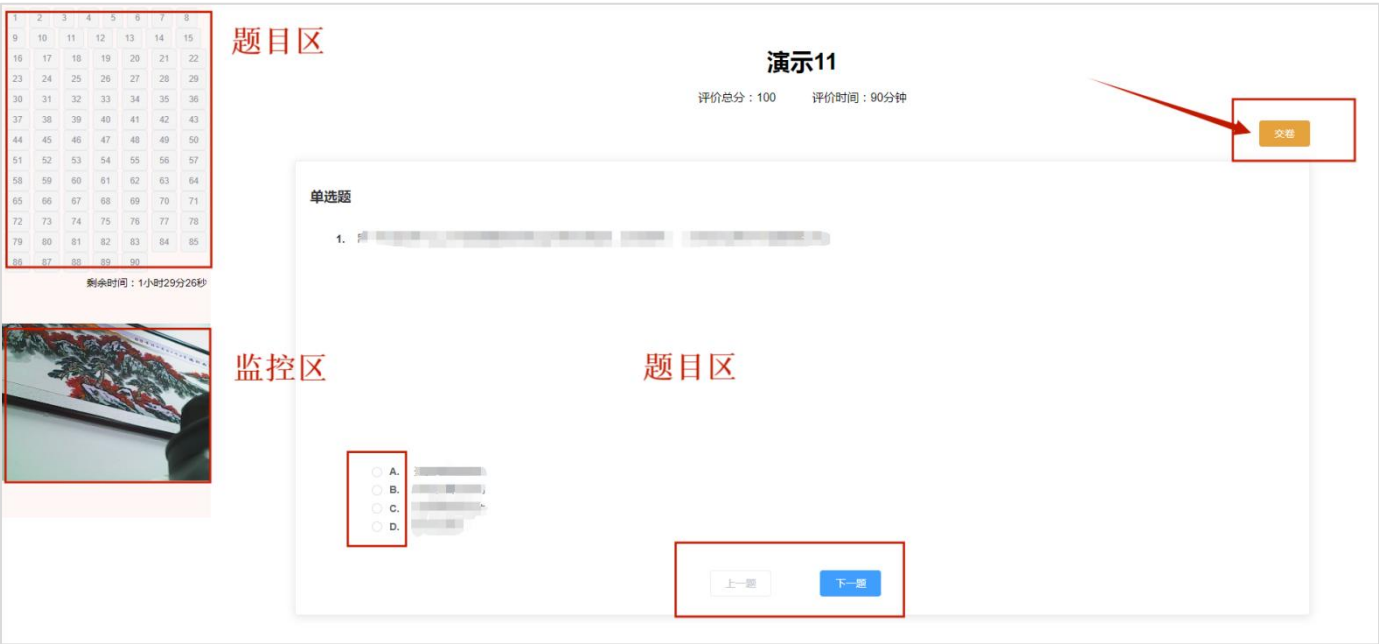 1 2 3 4 5 6 7 8
9 10 11 12 13 14 15
16 17 18 19 20 21 22
23 24 25 26 27 28 29
30 31 32 33 34 35 36
37 38 39 40 41 42 43
44 45 46 47 48 49 50
51 52 53 54 55 56 57
58 59 60 61 62 63 64
65 66 67 68 69 70 71
72 73 74 75 76 77 78
79 80 81 82 83 84 85
86 87 88 89 90
剩余时间：1小时29分26秒
题目区
监控区
演示11
评价总分：100 评价时间：90分钟
交卷
单选题
1.
题目区
A.
B.
C.
D.
上一题 下一题